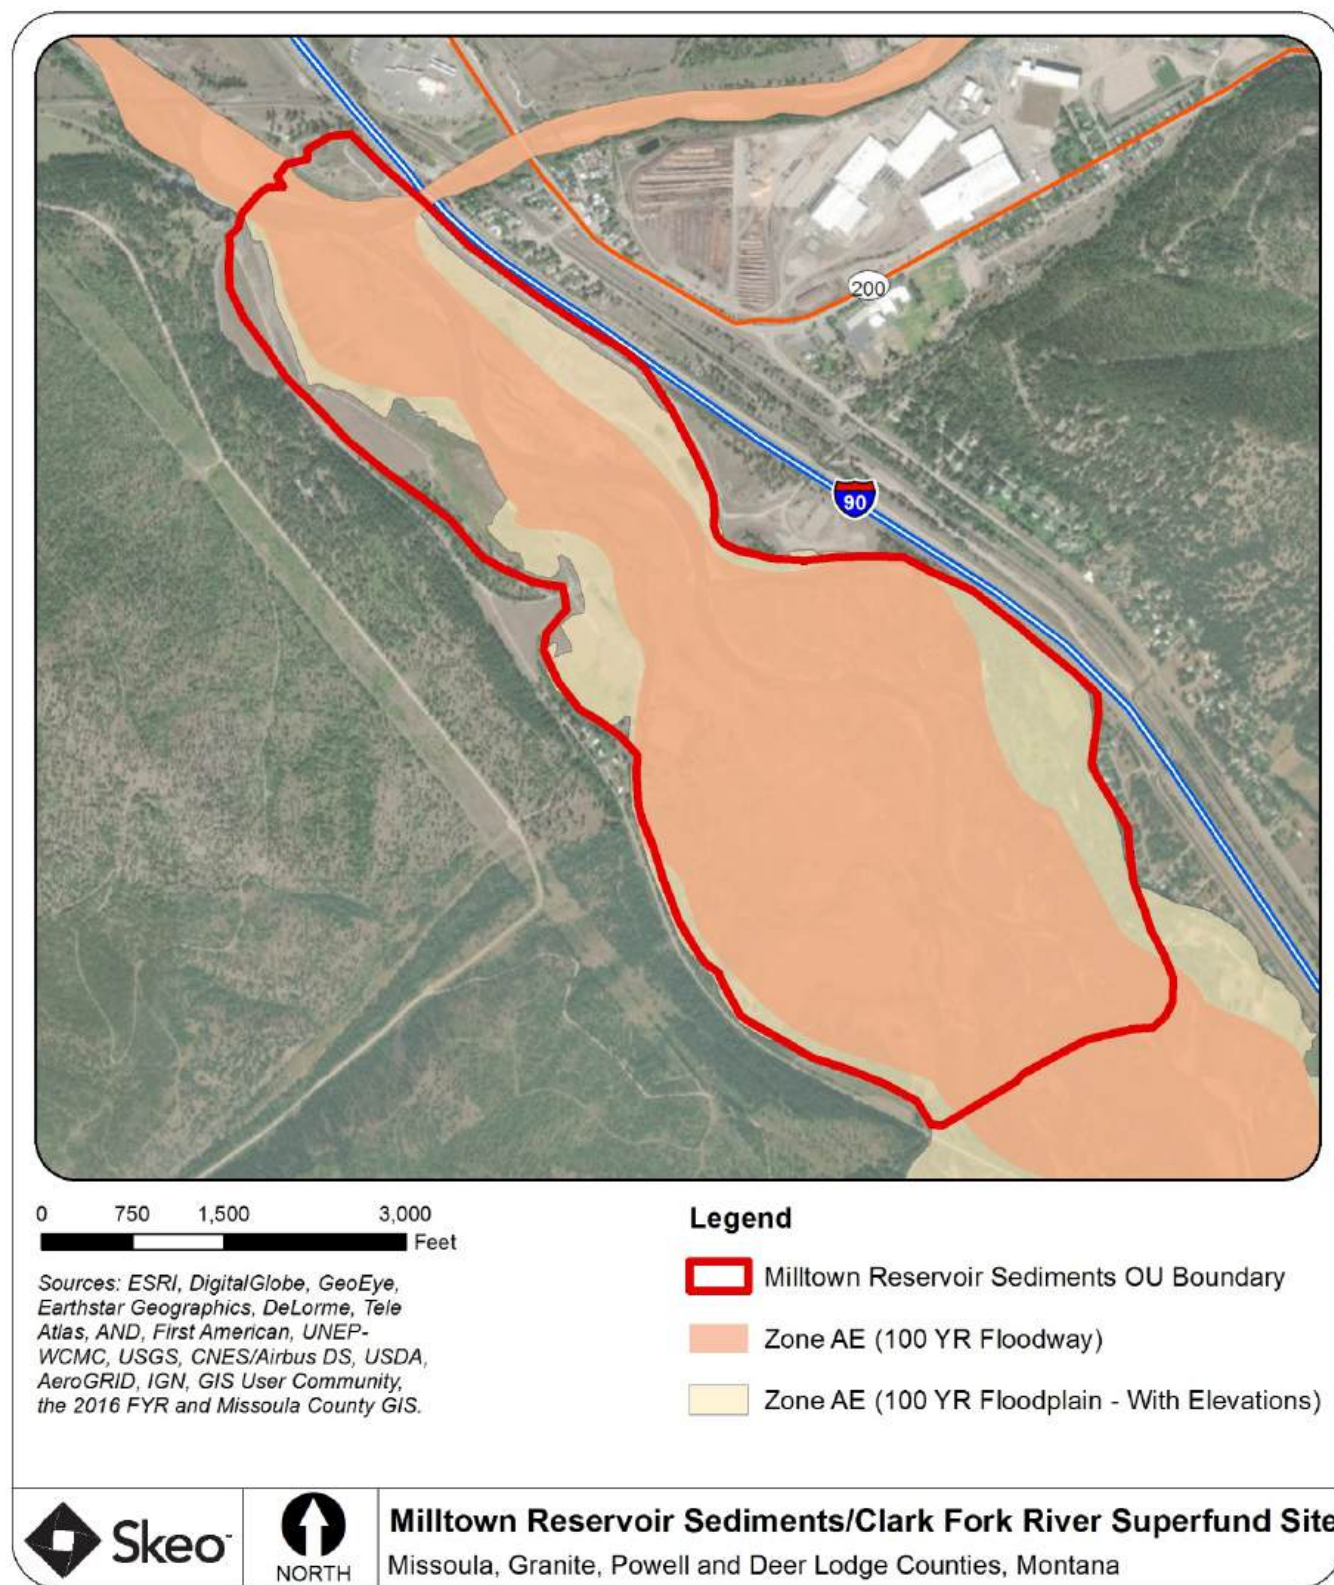 200
90
0 750 1,500 3,000
Feet
Sources: ESRI, DigitalGlobe, GeoEye,
Earthstar Geographics, DeLorme, Tele
Atlas, AND, First American, UNEP-
WCMC, USGS, CNES/Airbus DS, USDA,
AeroGRID, IGN, GIS User Community,
the 2016 FYR and Missoula County GIS.
Legend
Milltown Reservoir Sediments OU Boundary
Zone AE (100 YR Floodway)
Zone AE (100 YR Floodplain - With Elevations)
Skeo
NORTH
Milltown Reservoir Sediments/Clark Fork River Superfund Site
Missoula, Granite, Powell and Deer Lodge Counties, Montana